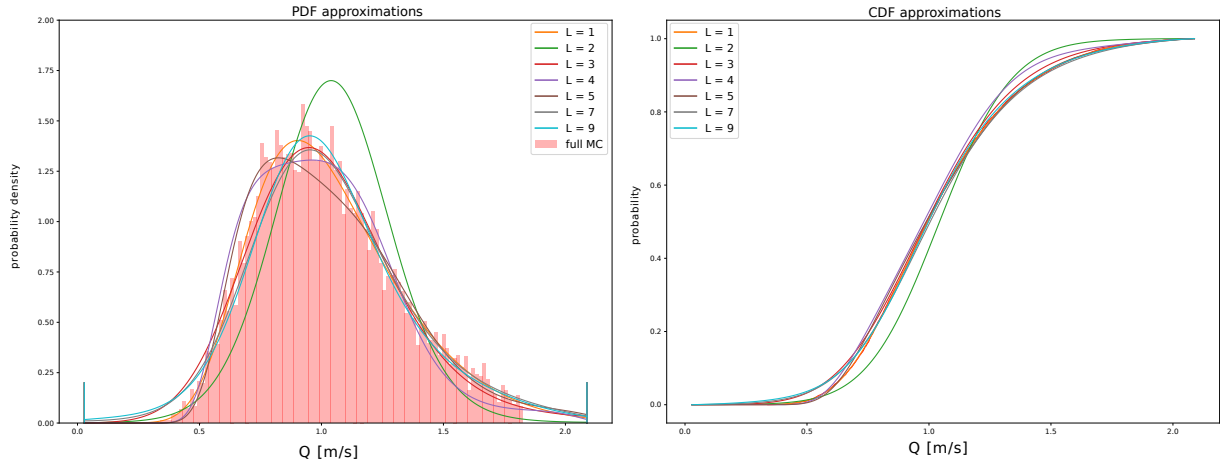 PDF approximations
2.00
1.75
1.50
1.25
1.00
0.75
0.50
0.25
0.00
probability density
0.0
0.5
1.0
1.5
2.0
Q [m/s]
L = 1
L = 2
L = 3
L = 4
L = 5
L = 7
L = 9
full MC
CDF approximations
1.0
0.8
0.6
0.4
0.2
0.0
probability
0.0
0.5
1.0
1.5
2.0
Q [m/s]
L = 1
L = 2
L = 3
L = 4
L = 5
L = 7
L = 9